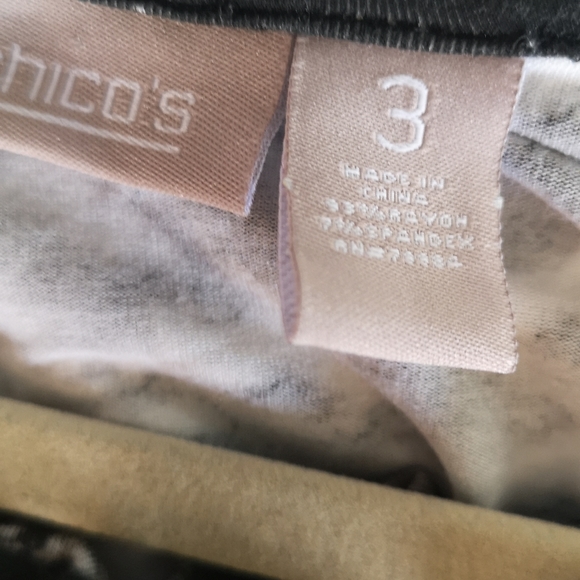 chico's
3
MADE IN
CHINA
93% RAYON
7% SPANDEX